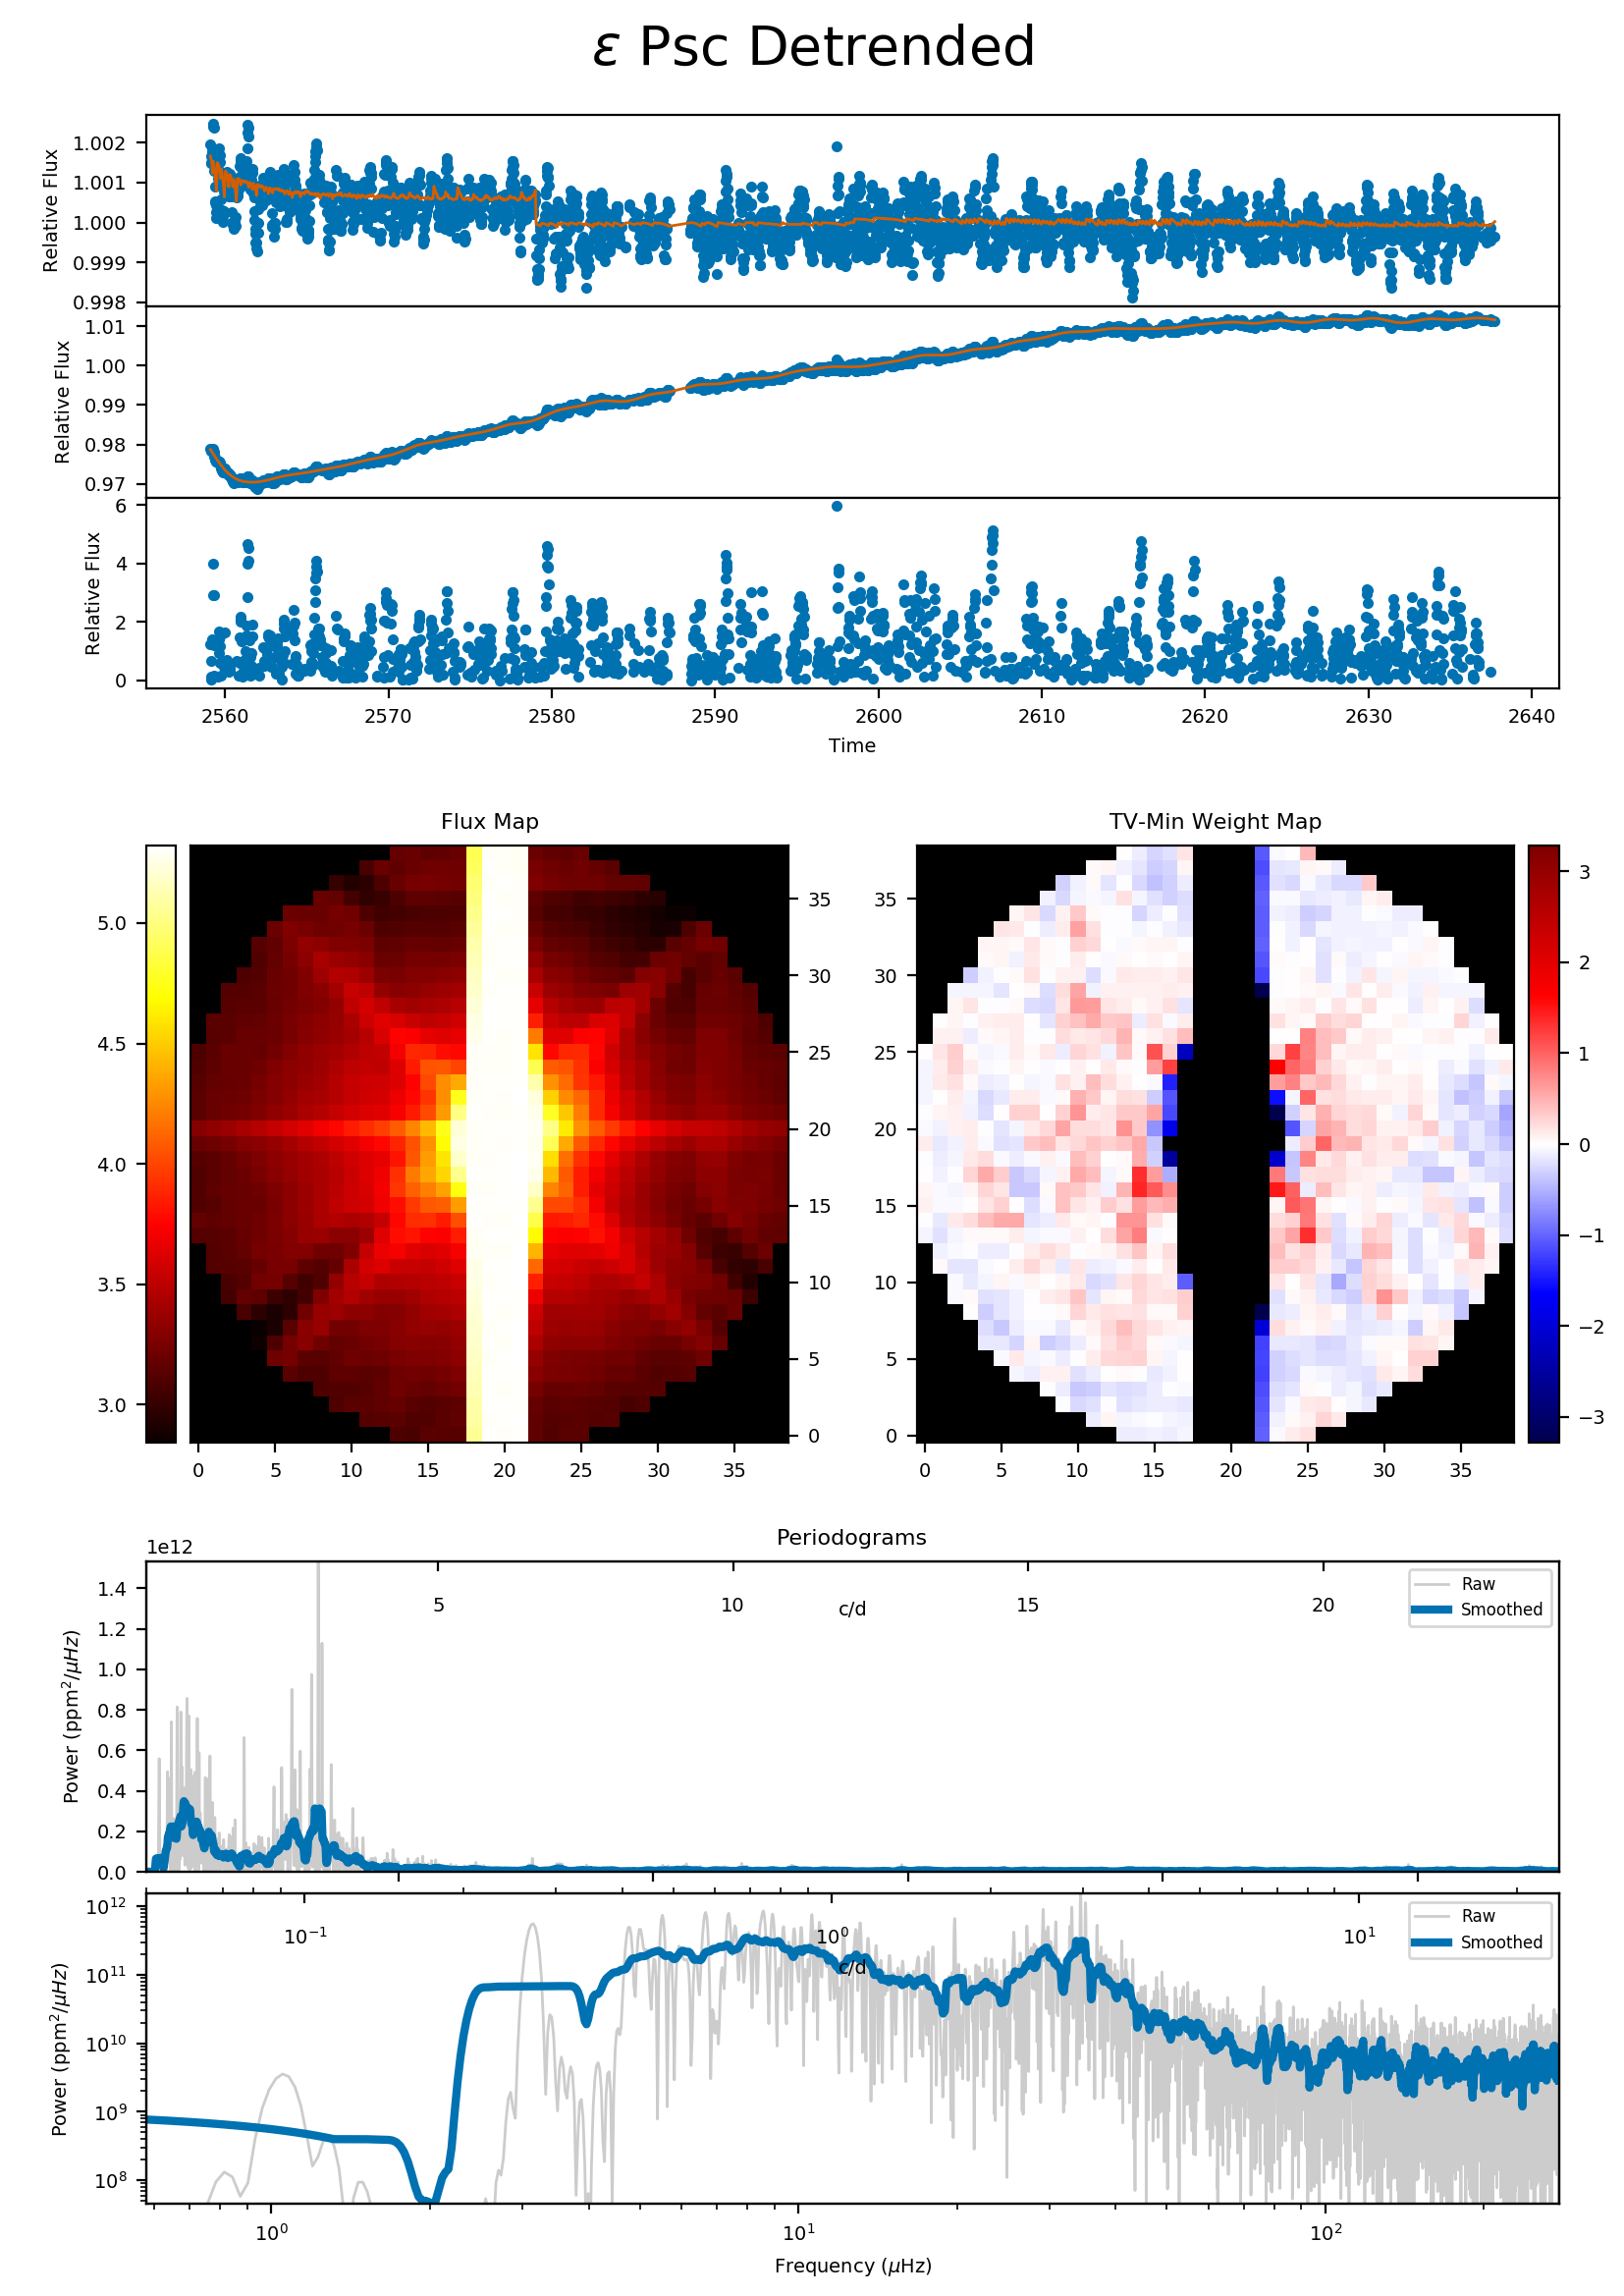 ε Psc Detrended
Relative Flux
1.002
1.001
1.000
0.999
0.998
Relative Flux
1.01
1.00
0.99
0.98
0.97
Relative Flux
6
4
2
0
2560 2570 2580 2590 2600 2610 2620 2630 2640
Time
Flux Map
5.0
4.5
4.0
3.5
3.0
35
30
25
20
15
10
5
0
0 5 10 15 20 25 30 35
TV-Min Weight Map
35
30
25
20
15
10
5
0
0 5 10 15 20 25 30 35
3
2
1
0
−1
−2
−3
Periodograms
1e12
Power (ppm²/μHz)
1.4
1.2
1.0
0.8
0.6
0.4
0.2
0.0
5 10 15 20
c/d
Raw
Smoothed
Power (ppm²/μHz)
10¹²
10¹¹
10¹⁰
10⁹
10⁸
10⁻¹ 10⁰ 10¹
c/d
Raw
Smoothed
10⁰ 10¹ 10²
Frequency (μHz)